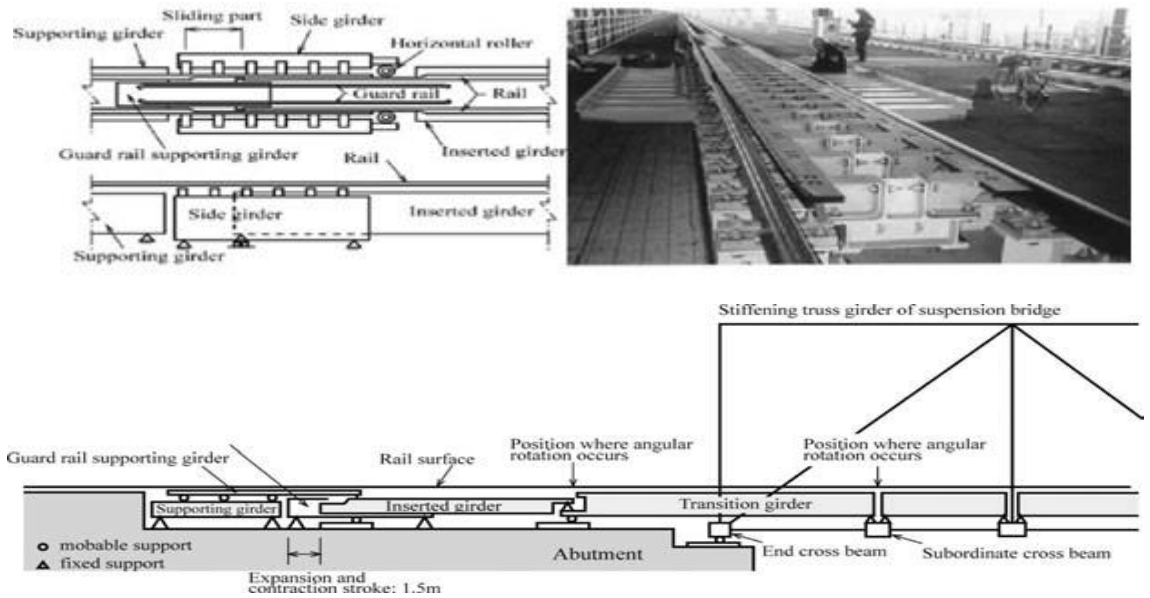 Sliding part
Supporting girder
Side girder
Horizontal roller
Guard rail
Rail
Guard rail supporting girder
Inserted girder
Rail
Side girder
Inserted girder
Supporting girder
Stiffening truss girder of suspension bridge
Guard rail supporting girder
Rail surface
Position where angular
rotation occurs
Position where angular
rotation occurs
Supporting girder
Inserted girder
Transition girder
mobable support
fixed support
Abutment
End cross beam
Subordinate cross beam
Expansion and
contraction stroke: 1.5m